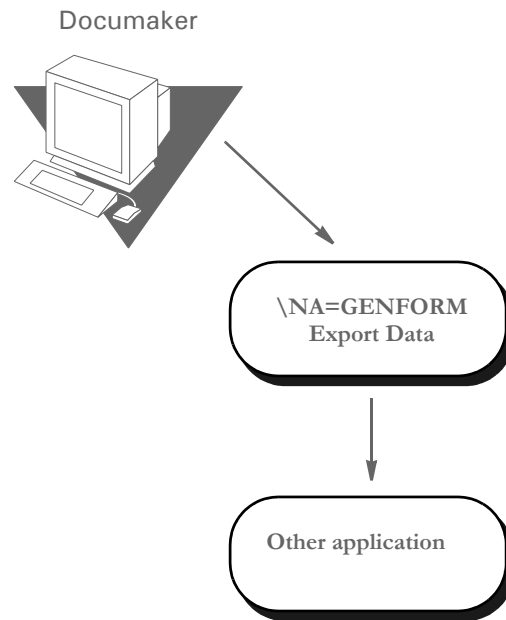 Documaker
\NA=GENFORM
Export Data
Other application